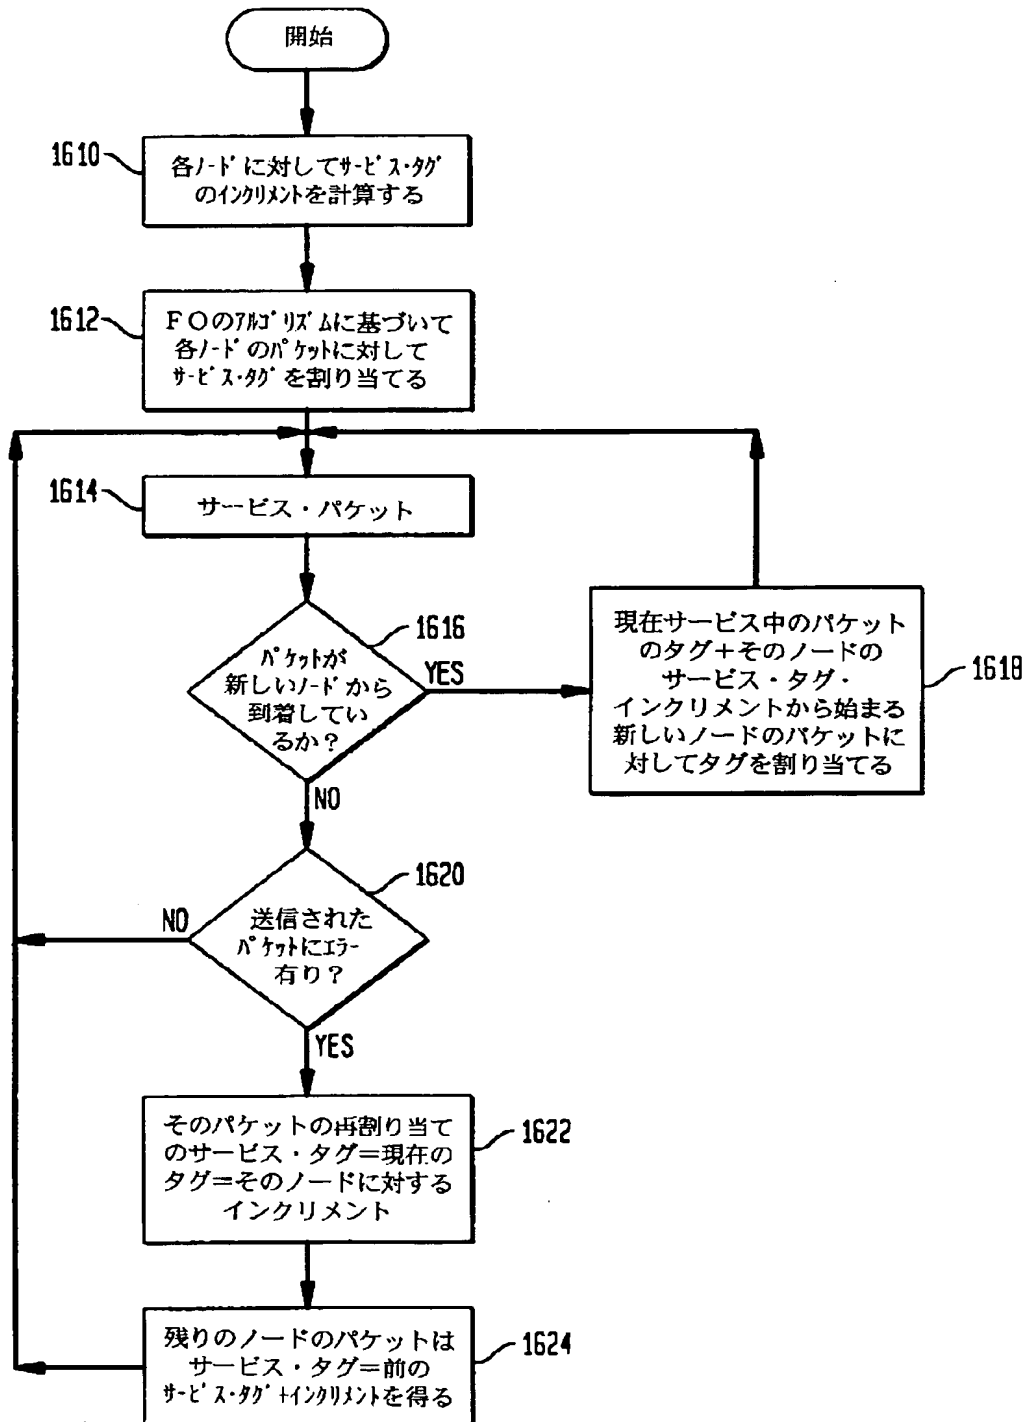 開始
1610
各ﾉｰﾄﾞに対してｻｰﾋﾞｽ･ﾀｸﾞ
のｲﾝｸﾘﾒﾝﾄを計算する
1612
ＦＯのｱﾙｺﾞﾘｽﾞﾑに基づいて
各ﾉｰﾄﾞのﾊﾟｹｯﾄに対して
ｻｰﾋﾞｽ･ﾀｸﾞを割り当てる
1614
サービス・パケット
1616
ﾊﾟｹｯﾄが
新しいﾉｰﾄﾞから
到着してい
るか？
YES
NO
現在サービス中のパケット
のタグ＋そのノードの
サービス・タグ・
インクリメントから始まる
新しいノードのパケットに
対してタグを割り当てる
1618
1620
送信された
ﾊﾟｹｯﾄにｴﾗｰ
有り？
NO
YES
そのパケットの再割り当て
のサービス・タグ＝現在の
タグ＝そのノードに対する
インクリメント
1622
残りのノードのパケットは
サービス・タグ＝前の
ｻｰﾋﾞｽ･ﾀｸﾞ+ｲﾝｸﾘﾒﾝﾄを得る
1624